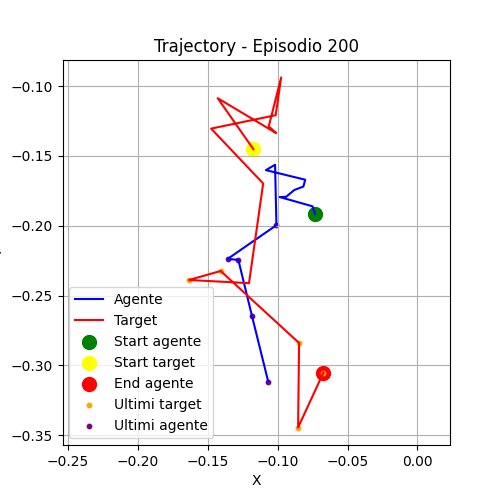 Trajectory - Episodio 200
−0.10
−0.15
−0.20
−0.25
−0.30
−0.35
Agente
Target
Start agente
Start target
End agente
Ultimi target
Ultimi agente
−0.25 −0.20 −0.15 −0.10 −0.05 0.00
X